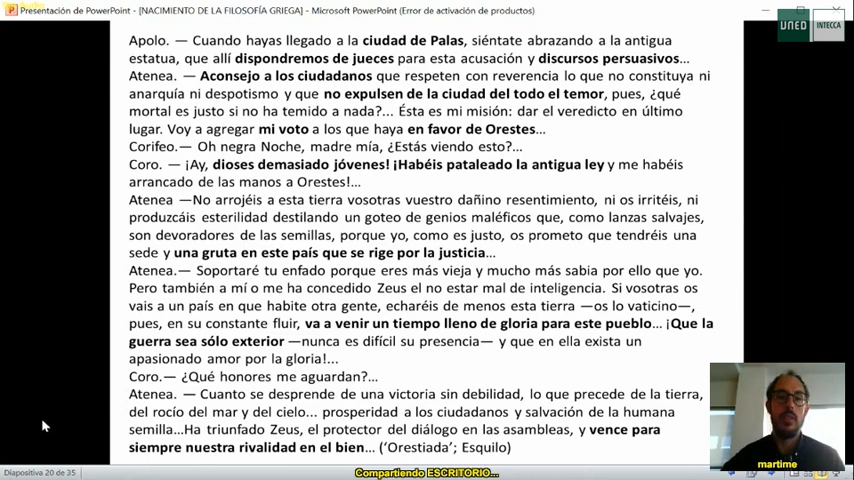 Presentación de PowerPoint - [NACIMIENTO DE LA FILOSOFÍA GRIEGA] - Microsoft PowerPoint (Error de activación de productos)
UNED
INTECCA
Apolo. — Cuando hayas llegado a la ciudad de Palas, siéntate abrazando a la antigua
estatua, que allí dispondremos de jueces para esta acusación y discursos persuasivos…
Atenea. — Aconsejo a los ciudadanos que respeten con reverencia lo que no constituya ni
anarquía ni despotismo y que no expulsen de la ciudad del todo el temor, pues, ¿qué
mortal es justo si no ha temido a nada?... Ésta es mi misión: dar el veredicto en último
lugar. Voy a agregar mi voto a los que haya en favor de Orestes…
Corifeo. — Oh negra Noche, madre mía, ¿Estás viendo esto?…
Coro. — ¡Ay, dioses demasiado jóvenes! ¡Habéis pataleado la antigua ley y me habéis
arrancado de las manos a Orestes!…
Atenea —No arrojéis a esta tierra vosotras vuestro dañino resentimiento, ni os irritéis, ni
produzcáis esterilidad destilando un goteo de genios maléficos que, como lanzas salvajes,
son devoradores de las semillas, porque yo, como es justo, os prometo que tendréis una
sede y una gruta en este país que se rige por la justicia…
Atenea.— Soportaré tu enfado porque eres más vieja y mucho más sabia por ello que yo.
Pero también a mí o me ha concedido Zeus el no estar mal de inteligencia. Si vosotras os
vais a un país en que habite otra gente, echaréis de menos esta tierra —os lo vaticino—,
pues, en su constante fluir, va a venir un tiempo lleno de gloria para este pueblo… ¡Que la
guerra sea sólo exterior —nunca es difícil su presencia— y que en ella exista un
apasionado amor por la gloria!...
Coro.— ¿Qué honores me aguardan?…
Atenea. — Cuanto se desprende de una victoria sin debilidad, lo que precede de la tierra,
del rocío del mar y del cielo... prosperidad a los ciudadanos y salvación de la humana
semilla…Ha triunfado Zeus, el protector del diálogo en las asambleas, y vence para
siempre nuestra rivalidad en el bien… (‘Orestiada’; Esquilo)
martime
Diapositiva 20 de 35
Compartiendo ESCRITORIO...